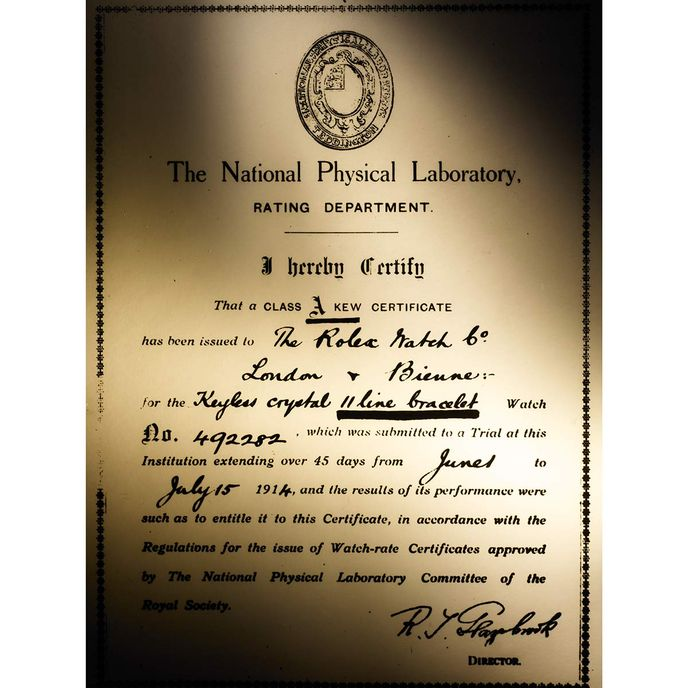 The National Physical Laboratory,
RATING DEPARTMENT.
I hereby Certify
That a CLASS A KEW CERTIFICATE
has been issued to The Rolex Watch Co
London & Bienne:-
for the Keyless crystal 11 line bracelet Watch
No. 492282, which was submitted to a Trial at this
Institution extending over 45 days from June 1 to
July 15 1914, and the results of its performance were
such as to entitle it to this Certificate, in accordance with the
Regulations for the issue of Watch-rate Certificates approved
by The National Physical Laboratory Committee of the
Royal Society.
R. T. Glazebrook
DIRECTOR.